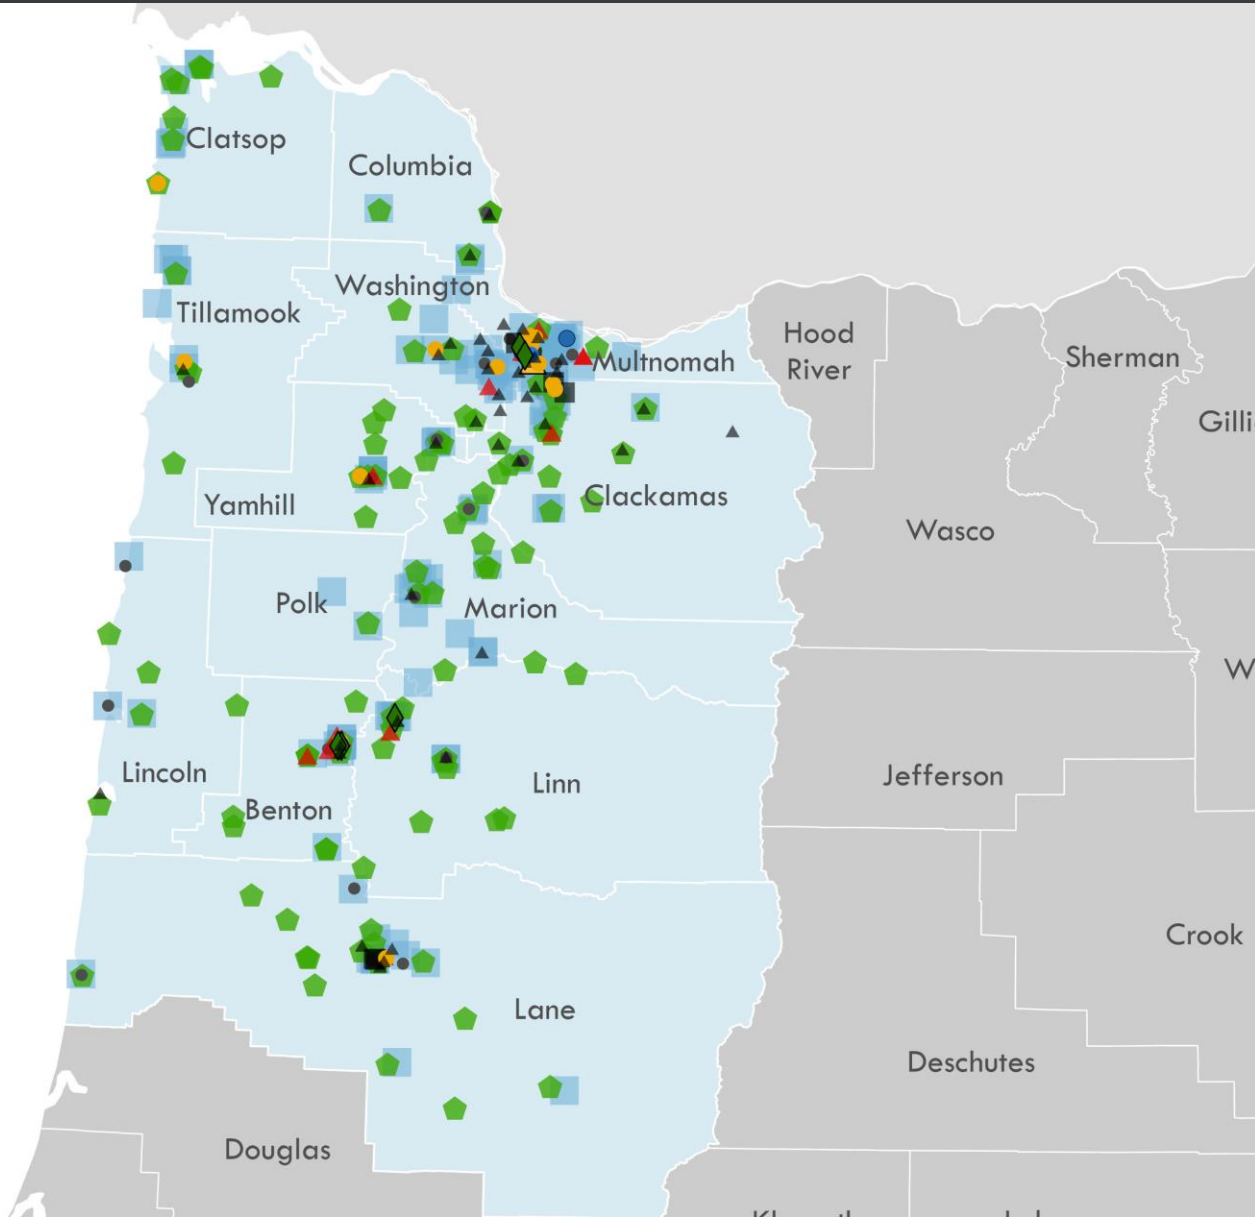 Clatsop
Columbia
Washington
Tillamook
Hood
River
Sherman
Multnomah
Gilli
Yamhill
Clackamas
Wasco
Polk
Marion
W
Lincoln
Jefferson
Linn
Benton
Crook
Lane
Deschutes
Douglas